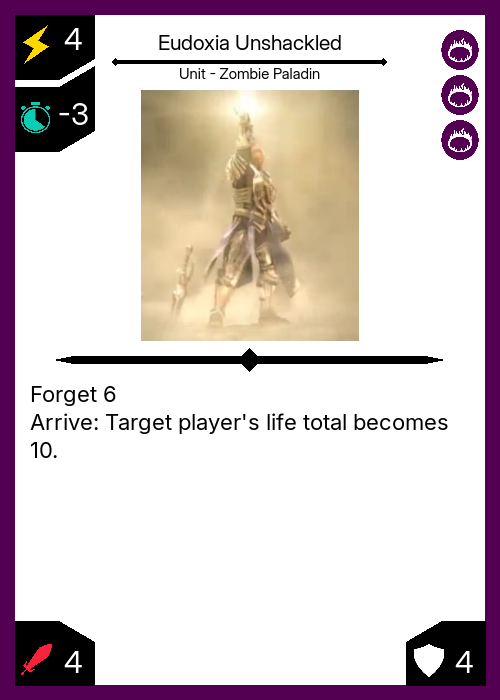 4
Eudoxia Unshackled
Unit - Zombie Paladin
-3
Forget 6
Arrive: Target player's life total becomes
10.
4
4